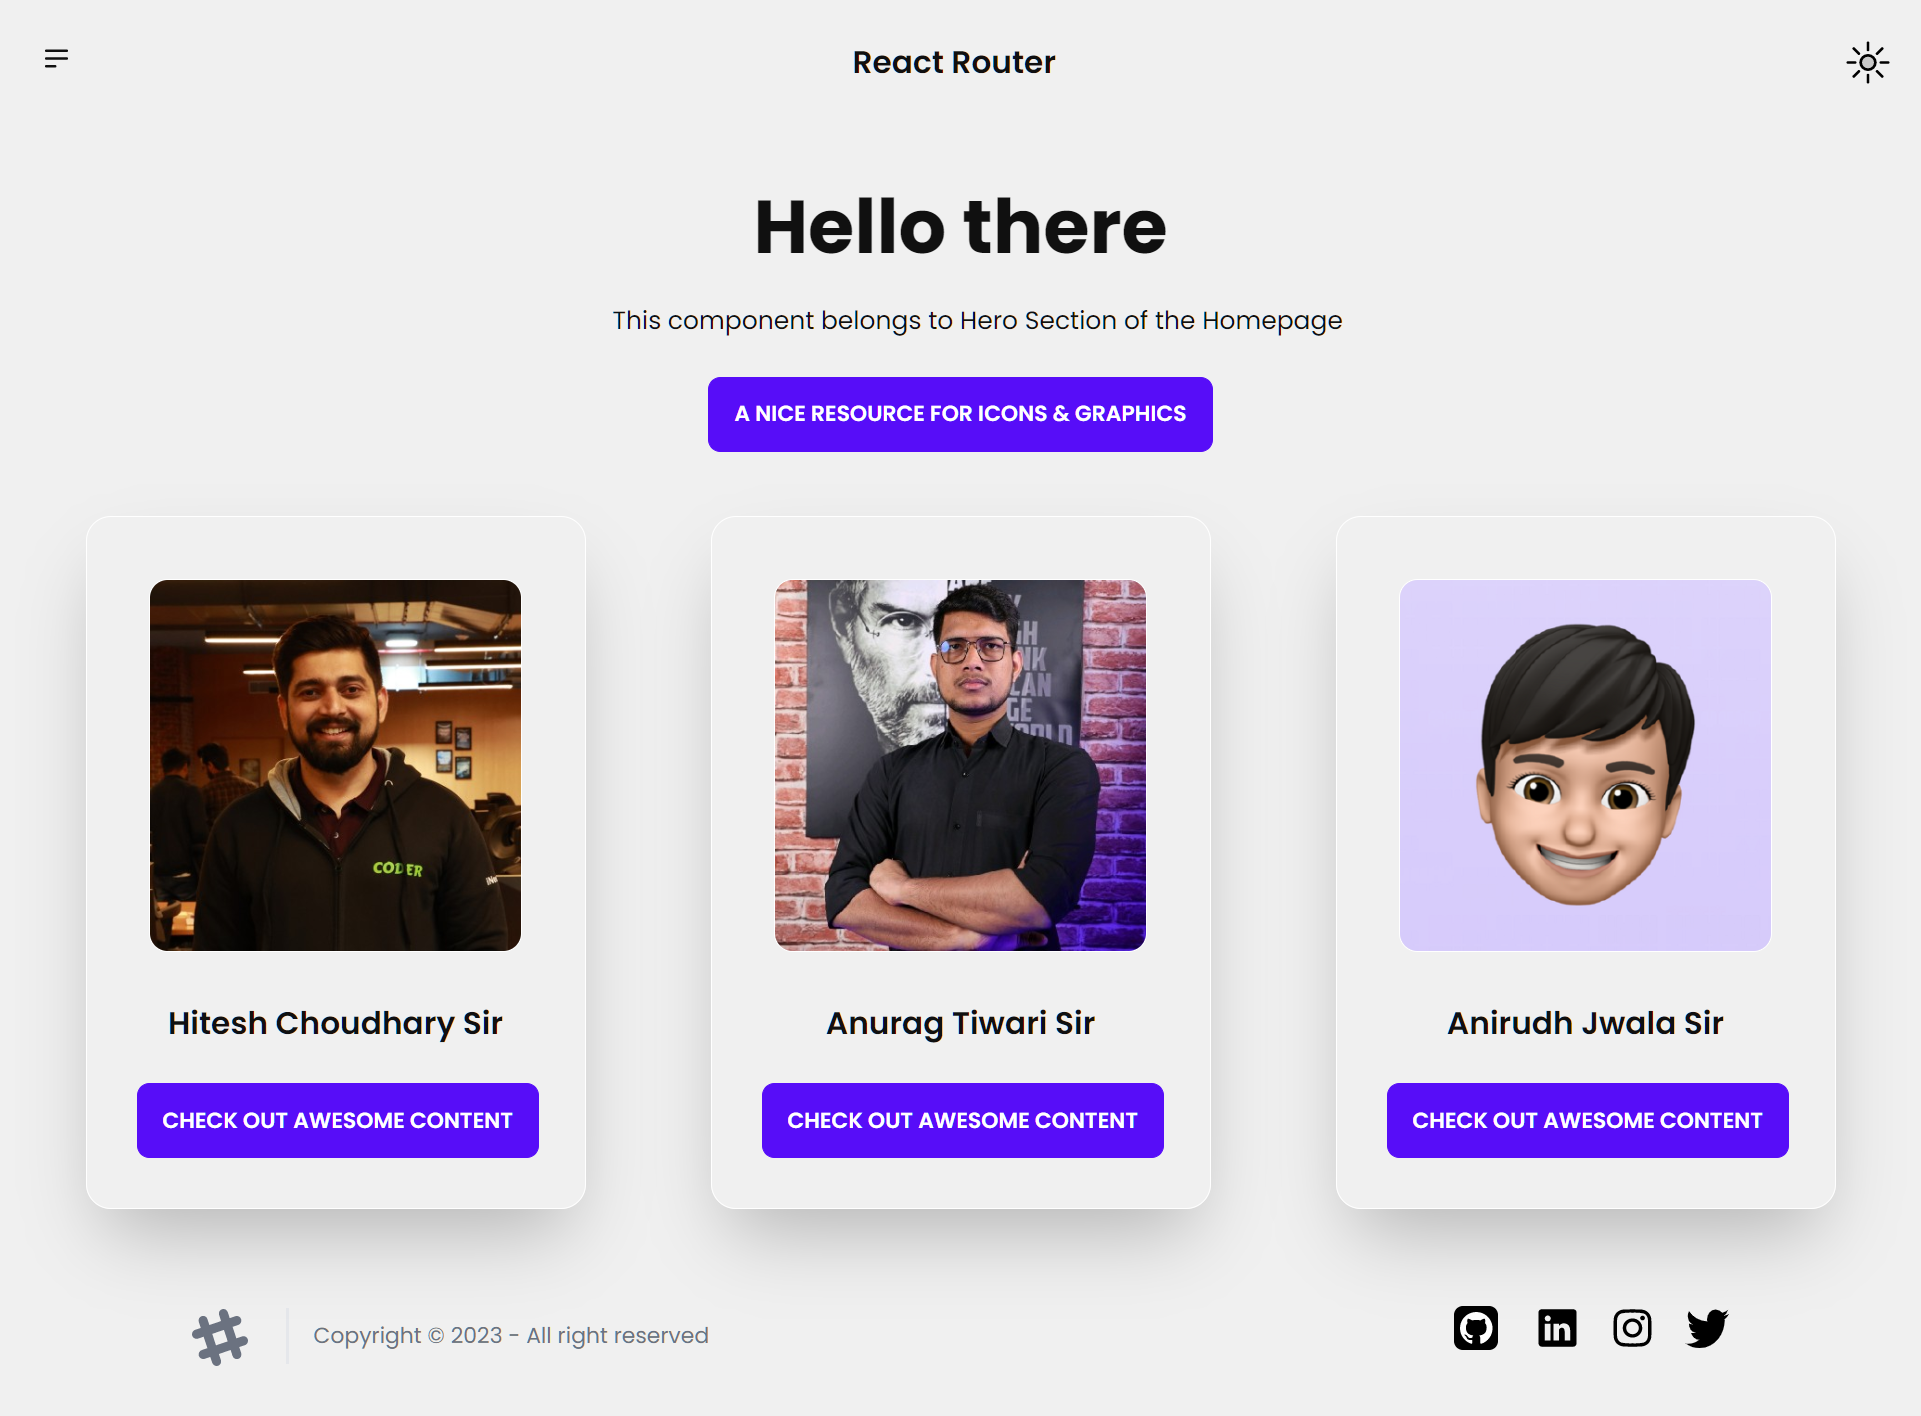 React Router
Hello there
This component belongs to Hero Section of the Homepage
A NICE RESOURCE FOR ICONS & GRAPHICS
CODER
Hitesh Choudhary Sir
Anurag Tiwari Sir
Anirudh Jwala Sir
CHECK OUT AWESOME CONTENT
CHECK OUT AWESOME CONTENT
CHECK OUT AWESOME CONTENT
Copyright © 2023 - All right reserved
in